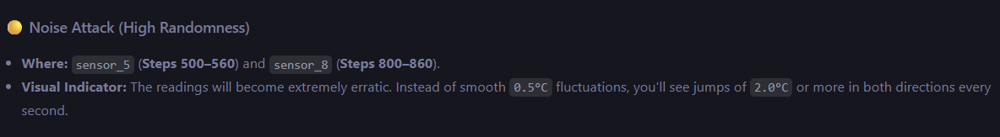 Noise Attack (High Randomness)
• Where: sensor_5 (Steps 500–560) and sensor_8 (Steps 800–860).
• Visual Indicator: The readings will become extremely erratic. Instead of smooth 0.5°C fluctuations, you'll see jumps of 2.0°C or more in both directions every
second.